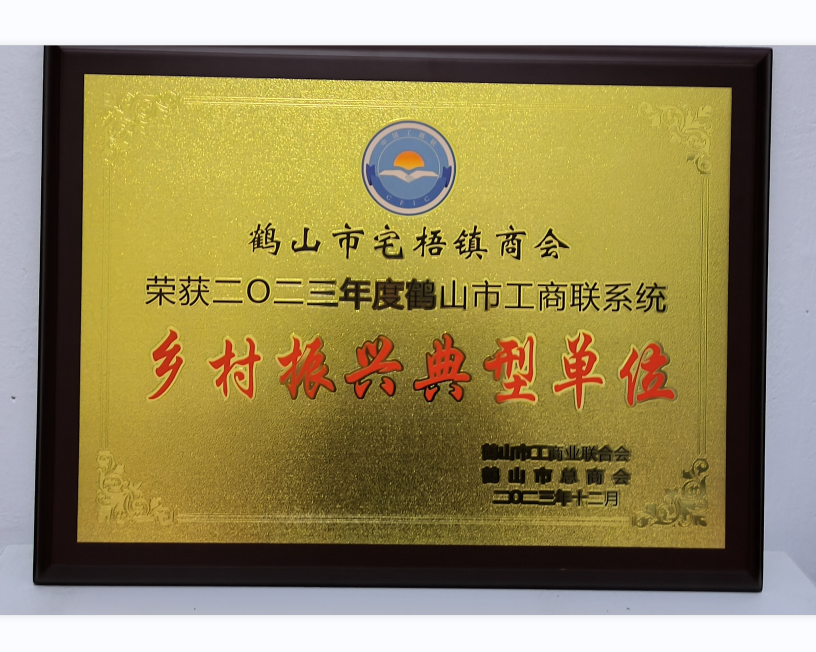 CFIC
鹤山市宅梧镇商会
荣获二〇二三年度鹤山市工商联系统
乡村振兴典型单位
鹤山市工商业联合会
鹤山市总商会
二〇二三年十二月